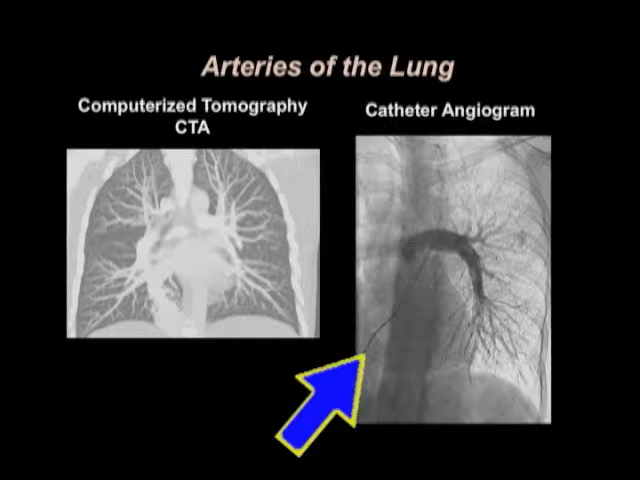 Arteries of the Lung
Computerized Tomography
CTA
Catheter Angiogram